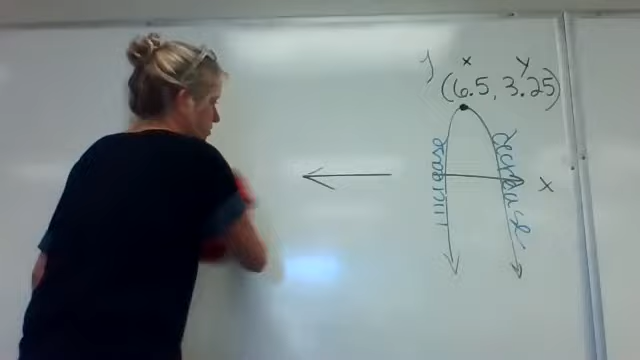 x y
(6.5, 3.25)
increase
decrease
x